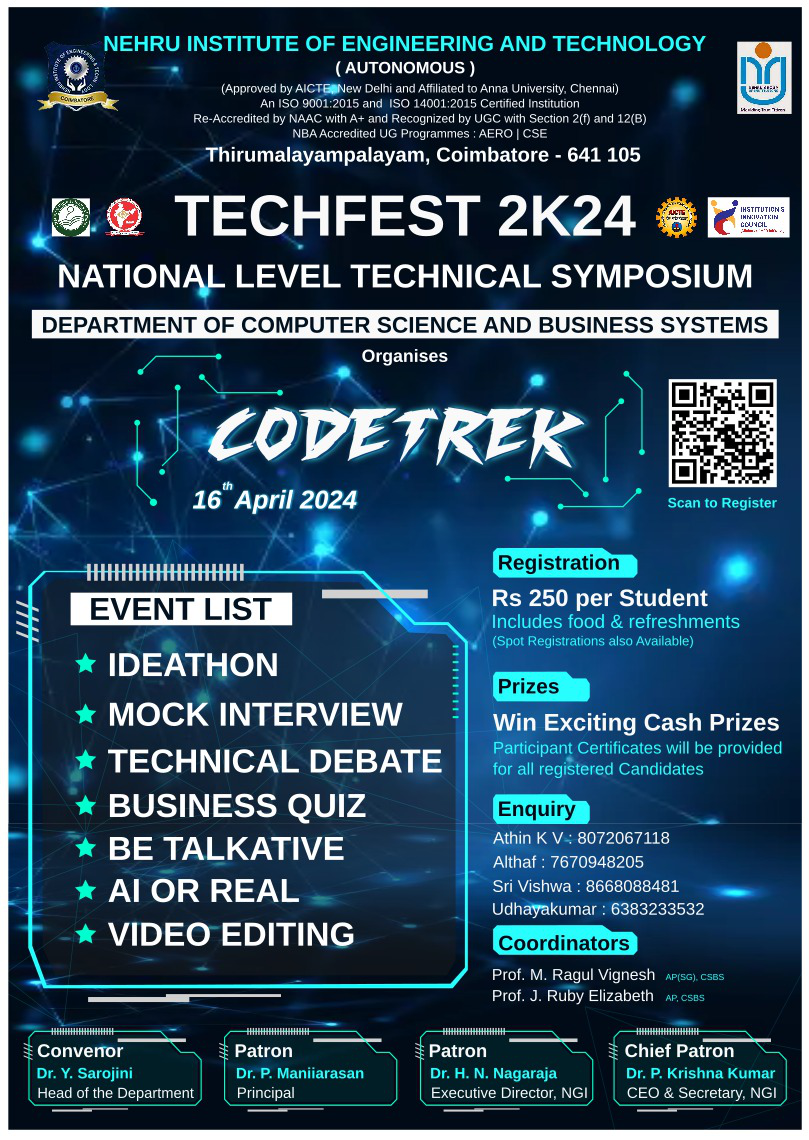 NEHRU INSTITUTE OF ENGINEERING AND TECHNOLOGY
( AUTONOMOUS )
(Approved by AICTE, New Delhi and Affiliated to Anna University, Chennai)
An ISO 9001:2015 and ISO 14001:2015 Certified Institution
Re-Accredited by NAAC with A+ and Recognized by UGC with Section 2(f) and 12(B)
NBA Accredited UG Programmes : AERO | CSE
Thirumalayampalayam, Coimbatore - 641 105
COIMBATORE
TECHFEST 2K24
AICTE
INSTITUTION'S
INNOVATION
COUNCIL
NATIONAL LEVEL TECHNICAL SYMPOSIUM
DEPARTMENT OF COMPUTER SCIENCE AND BUSINESS SYSTEMS
Organises
CODETREK
16th April 2024
Scan to Register
EVENT LIST
IDEATHON
MOCK INTERVIEW
TECHNICAL DEBATE
BUSINESS QUIZ
BE TALKATIVE
AI OR REAL
VIDEO EDITING
Registration
Rs 250 per Student
Includes food & refreshments
(Spot Registrations also Available)
Prizes
Win Exciting Cash Prizes
Participant Certificates will be provided
for all registered Candidates
Enquiry
Athin K V : 8072067118
Althaf : 7670948205
Sri Vishwa : 8668088481
Udhayakumar : 6383233532
Coordinators
Prof. M. Ragul Vignesh AP(SG), CSBS
Prof. J. Ruby Elizabeth AP, CSBS
Convenor
Dr. Y. Sarojini
Head of the Department
Patron
Dr. P. Maniiarasan
Principal
Patron
Dr. H. N. Nagaraja
Executive Director, NGI
Chief Patron
Dr. P. Krishna Kumar
CEO & Secretary, NGI